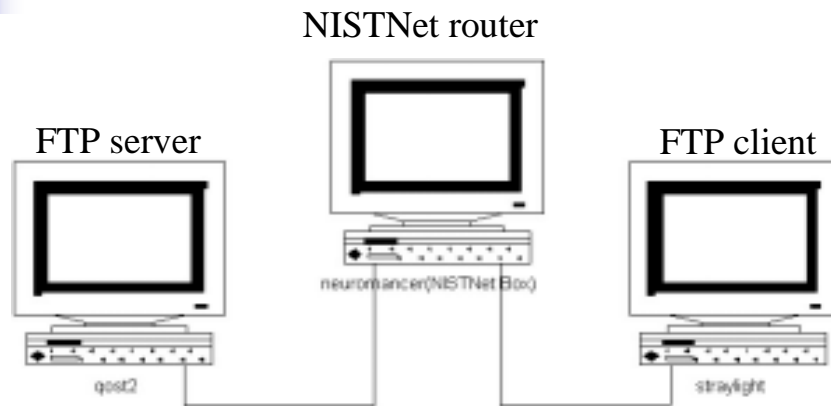 NISTNet router
FTP server
FTP client
neuromancer(NISTNet Box)
qost2
straylight